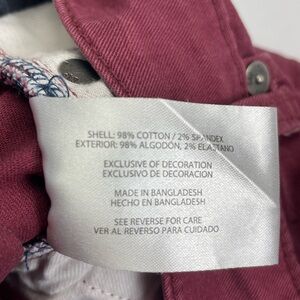 SHELL: 98% COTTON / 2% SPANDEX
EXTERIOR: 98% ALGODÓN, 2% ELASTANO
EXCLUSIVE OF DECORATION
EXCLUSIVO DE DECORACION
MADE IN BANGLADESH
HECHO EN BANGLADESH
SEE REVERSE FOR CARE
VER AL REVERSO PARA CUIDADO